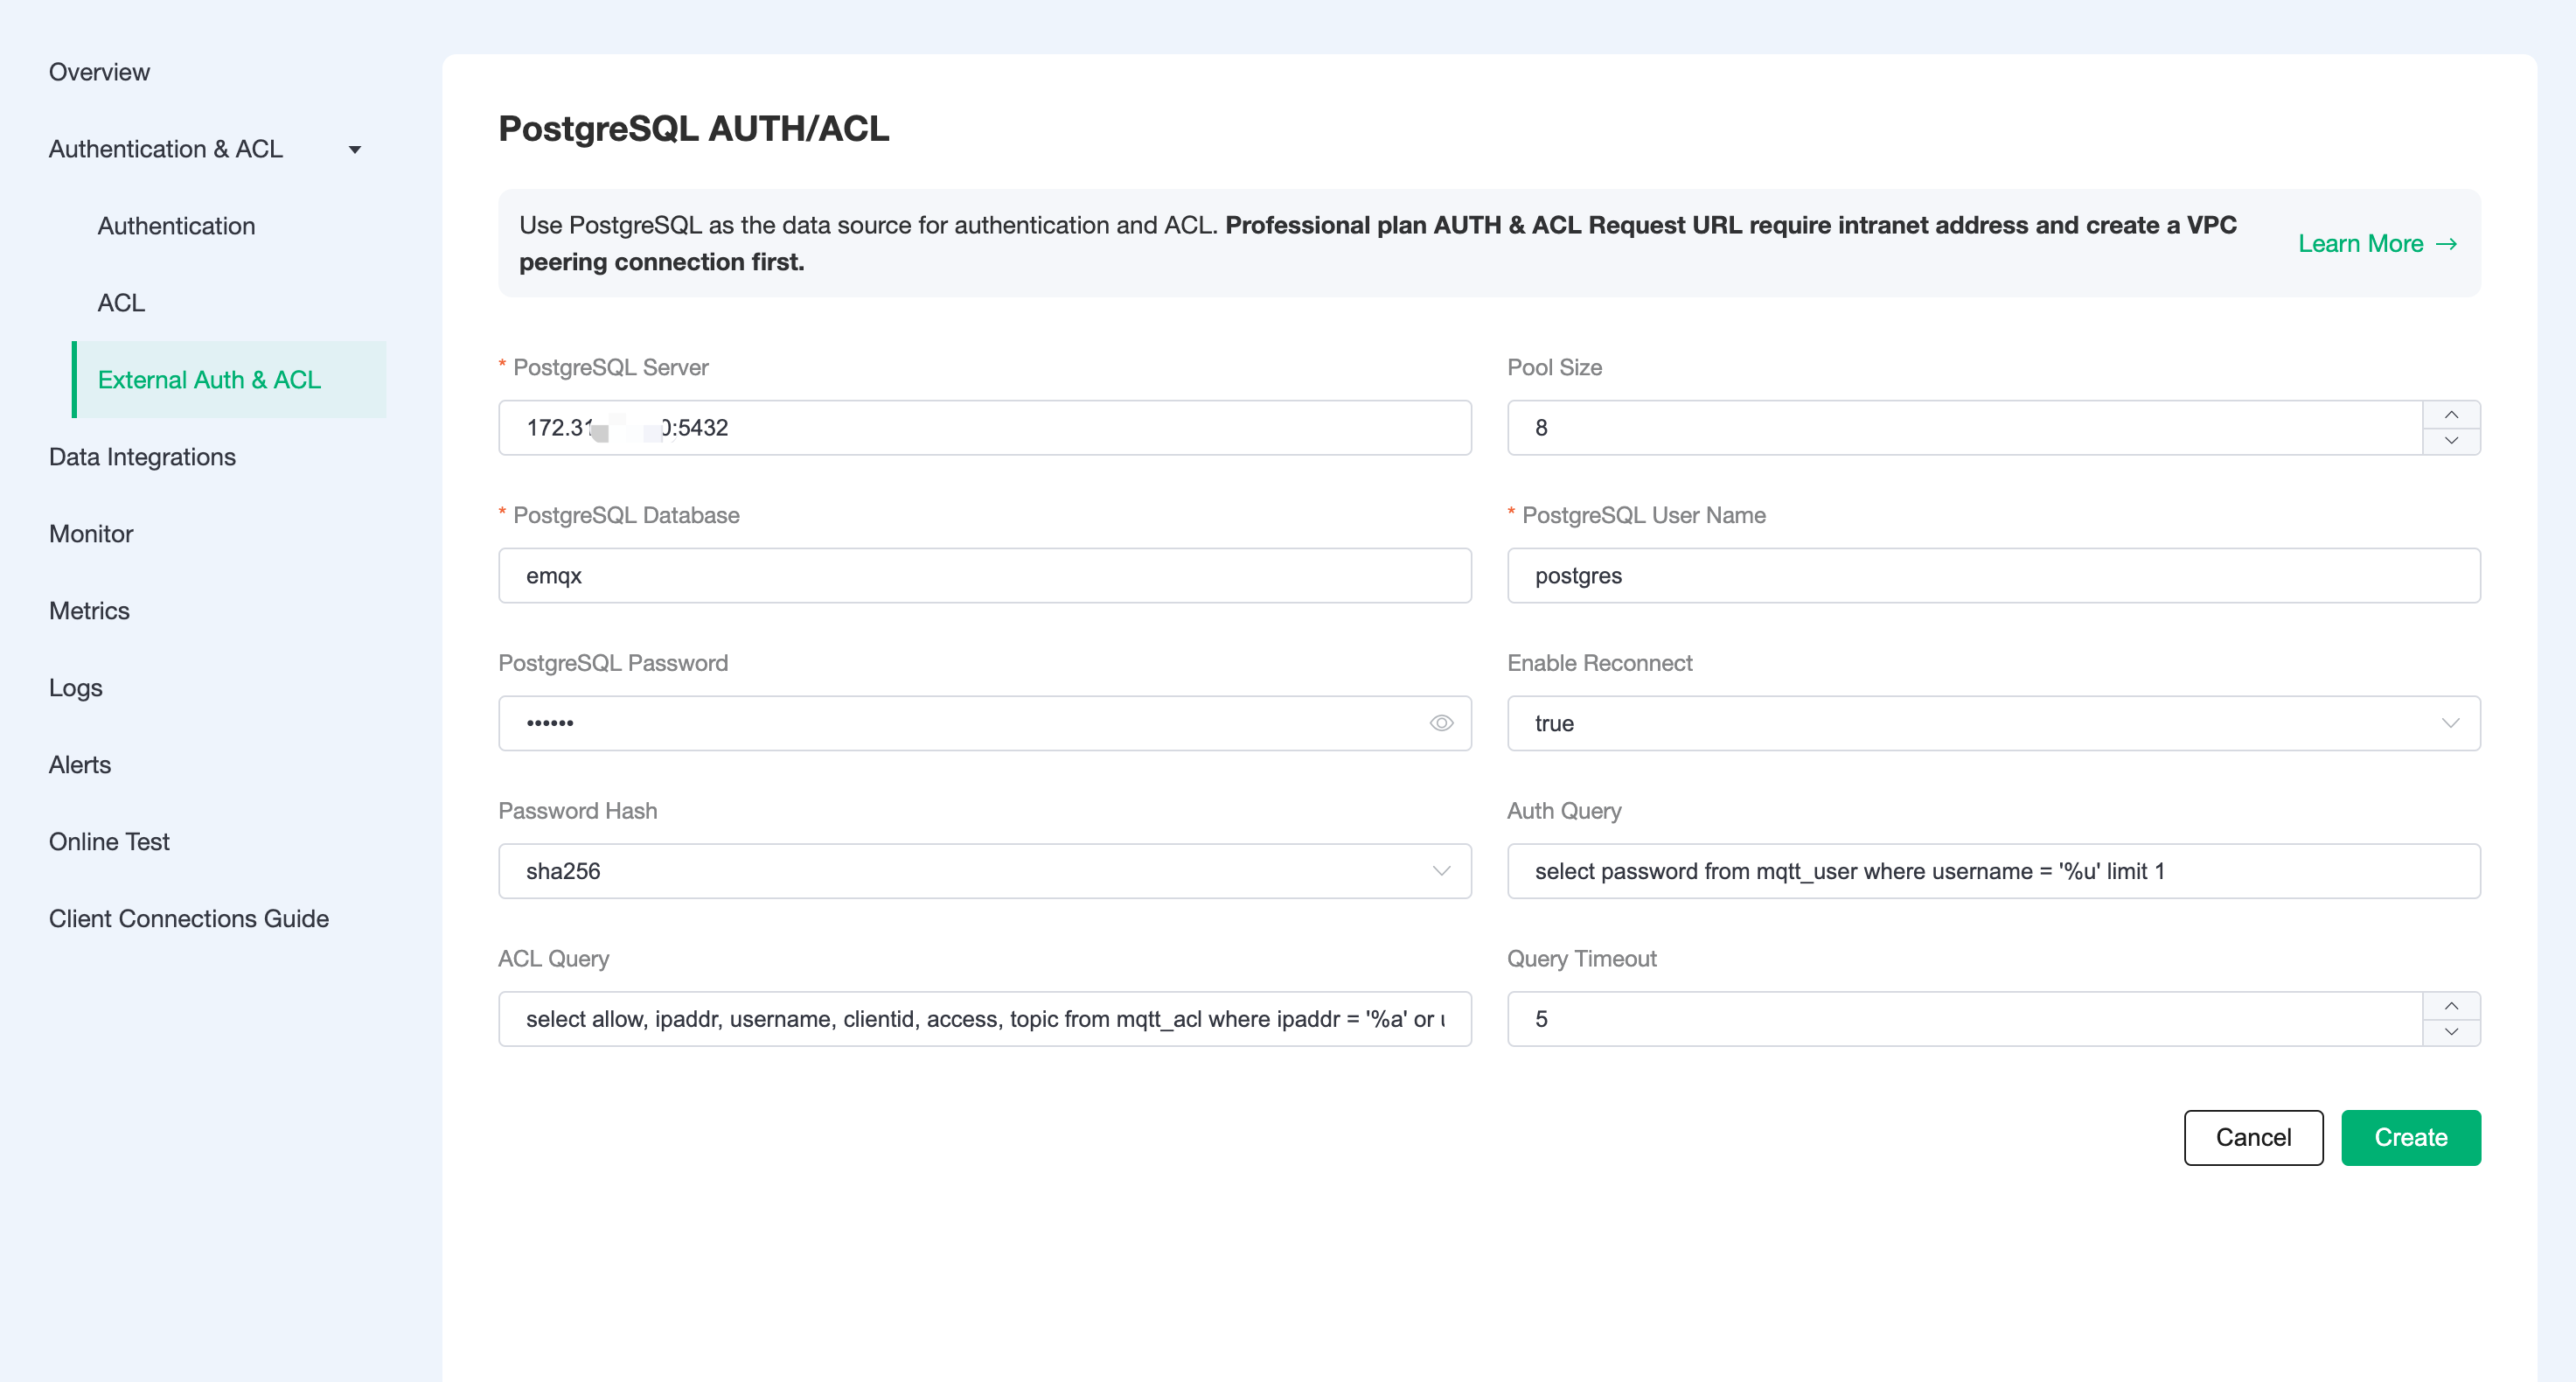 Overview
Authentication & ACL
Authentication
ACL
External Auth & ACL
Data Integrations
Monitor
Metrics
Logs
Alerts
Online Test
Client Connections Guide
PostgreSQL AUTH/ACL
Use PostgreSQL as the data source for authentication and ACL. Professional plan AUTH & ACL Request URL require intranet address and create a VPC
peering connection first.
Learn More →
* PostgreSQL Server
Pool Size
172.31 0:5432
8
* PostgreSQL Database
* PostgreSQL User Name
emqx
postgres
PostgreSQL Password
Enable Reconnect
••••••
true
Password Hash
Auth Query
sha256
select password from mqtt_user where username = '%u' limit 1
ACL Query
Query Timeout
select allow, ipaddr, username, clientid, access, topic from mqtt_acl where ipaddr = '%a' or
5
Cancel
Create